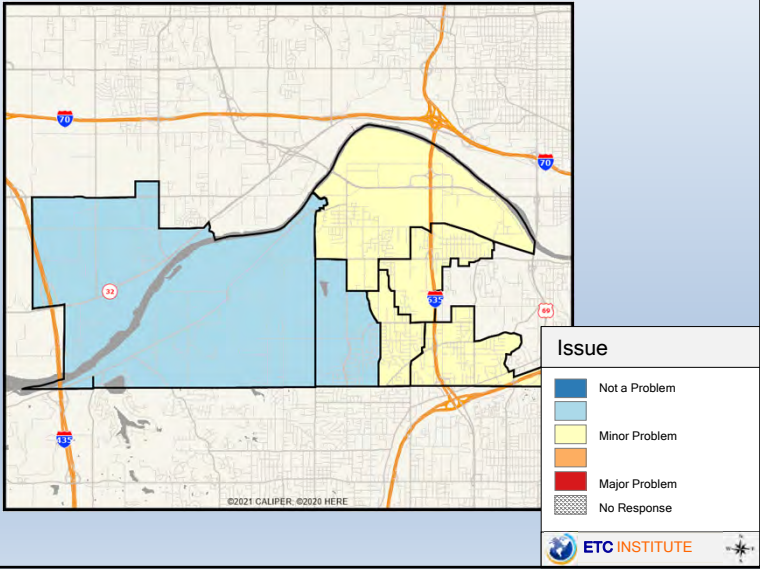 70
70
32
635
69
435
©2021 CALIPER; ©2020 HERE
Issue
Not a Problem
Minor Problem
Major Problem
No Response
ETC INSTITUTE